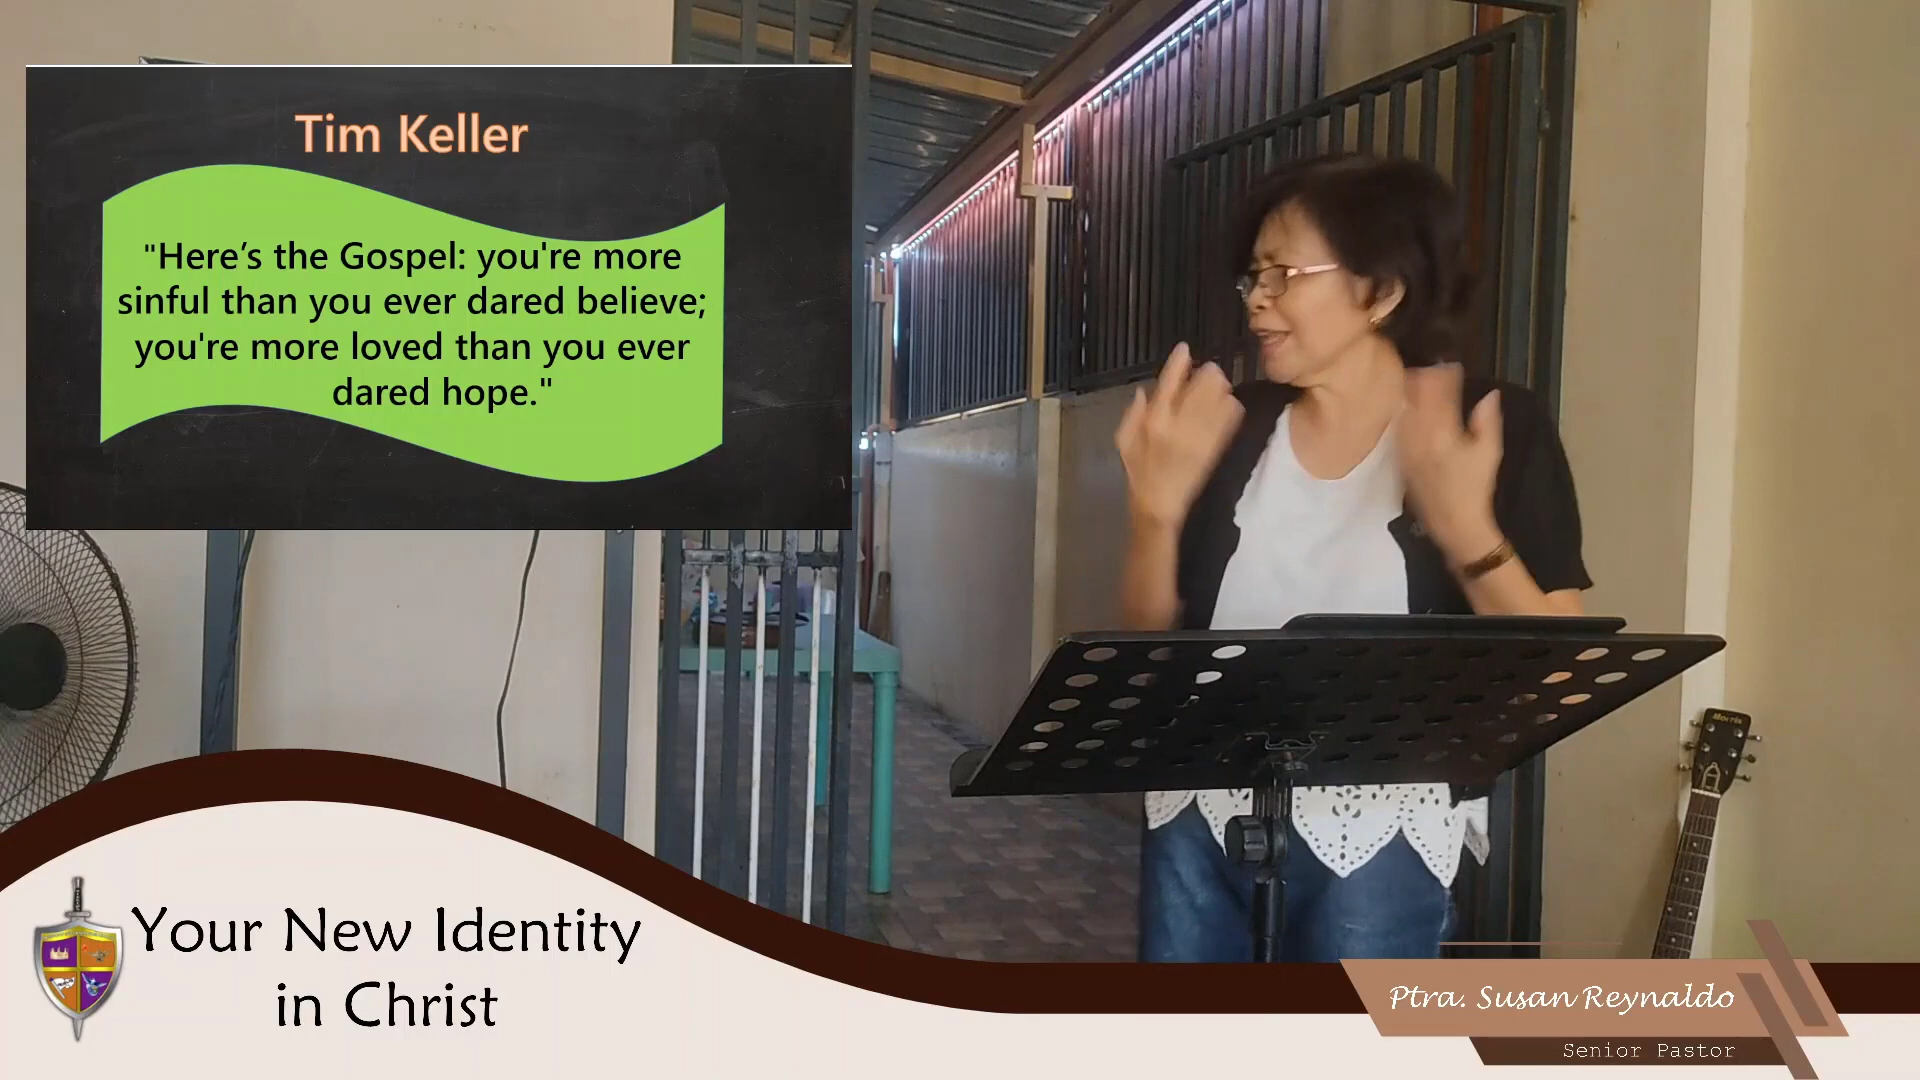 Tim Keller
"Here’s the Gospel: you're more
sinful than you ever dared believe;
you're more loved than you ever
dared hope."
Morris
Your New Identity
in Christ
Ptra. Susan Reynaldo
Senior Pastor